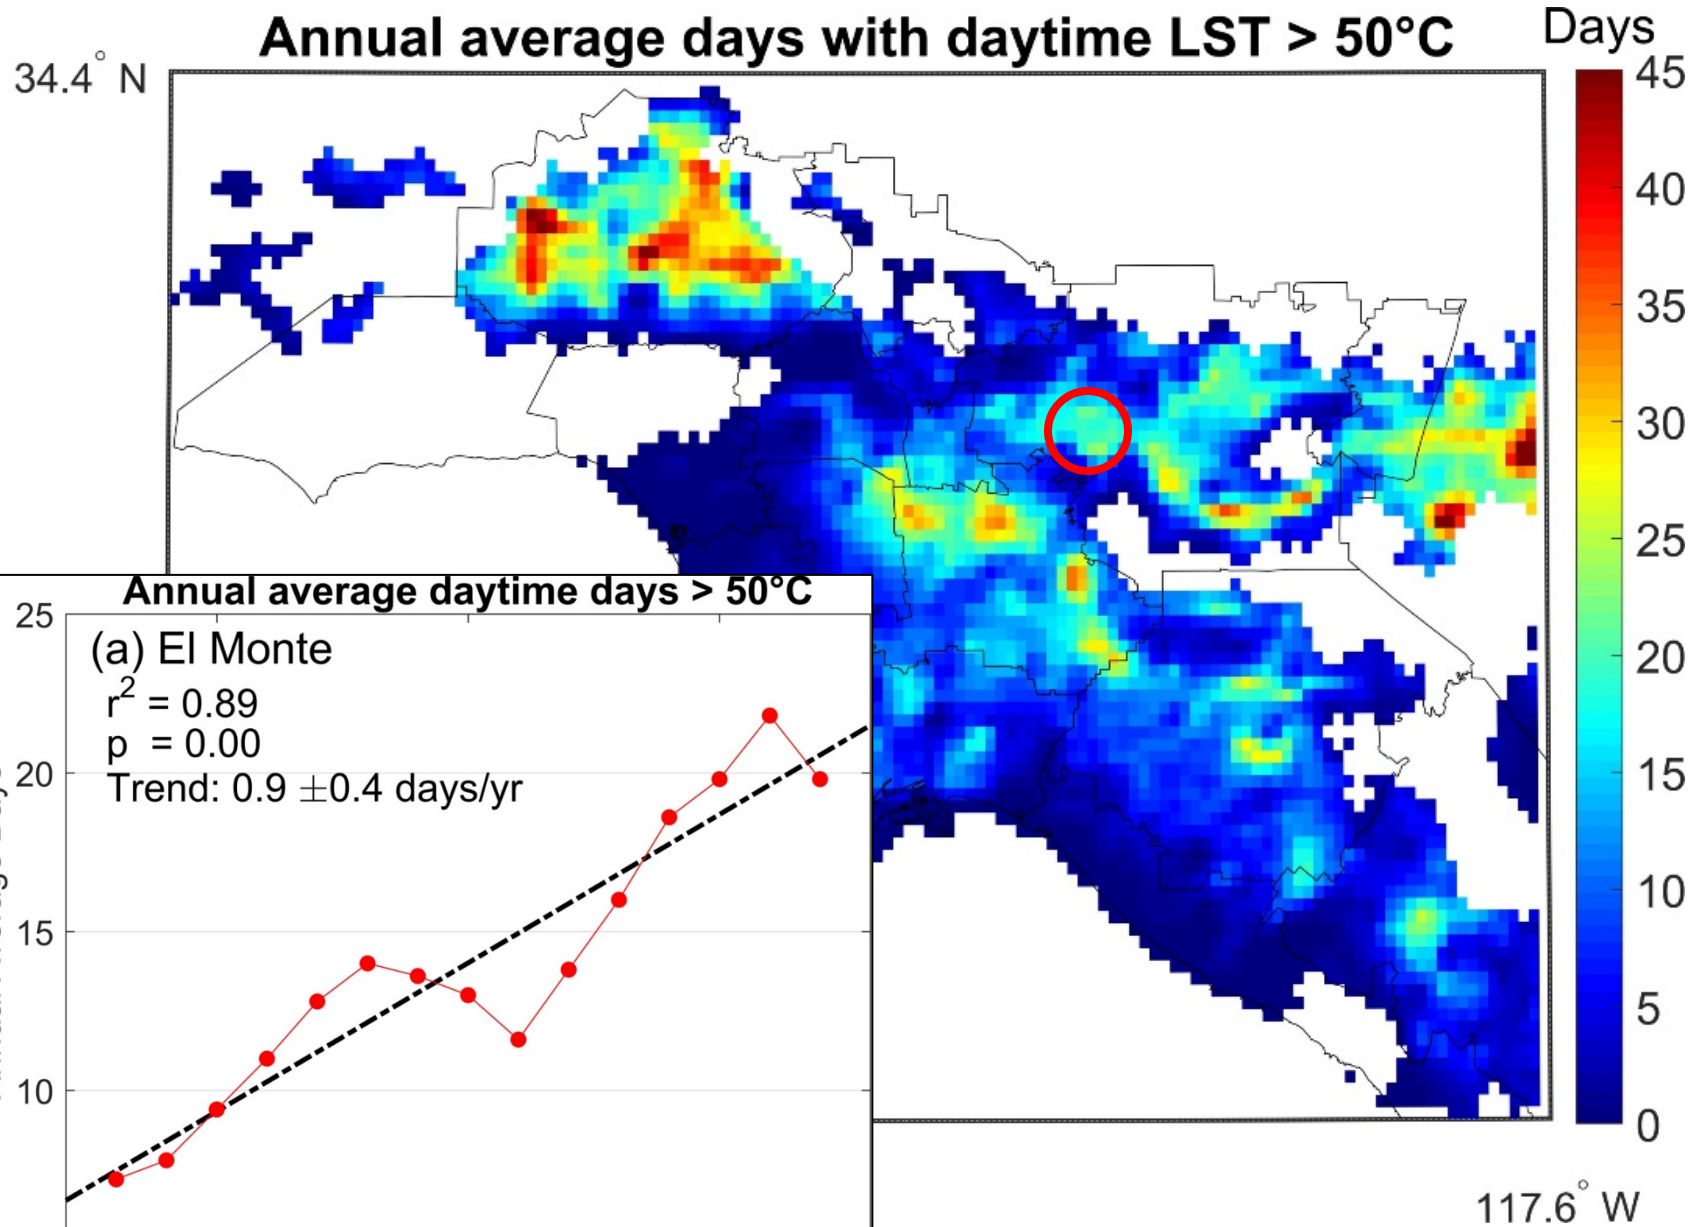 Annual average days with daytime LST > 50°C
Days
34.4° N
45
40
35
30
25
20
15
10
5
0
117.6° W
Annual average daytime days > 50°C
(a) El Monte
r² = 0.89
p = 0.00
Trend: 0.9 ±0.4 days/yr
25
20
15
10